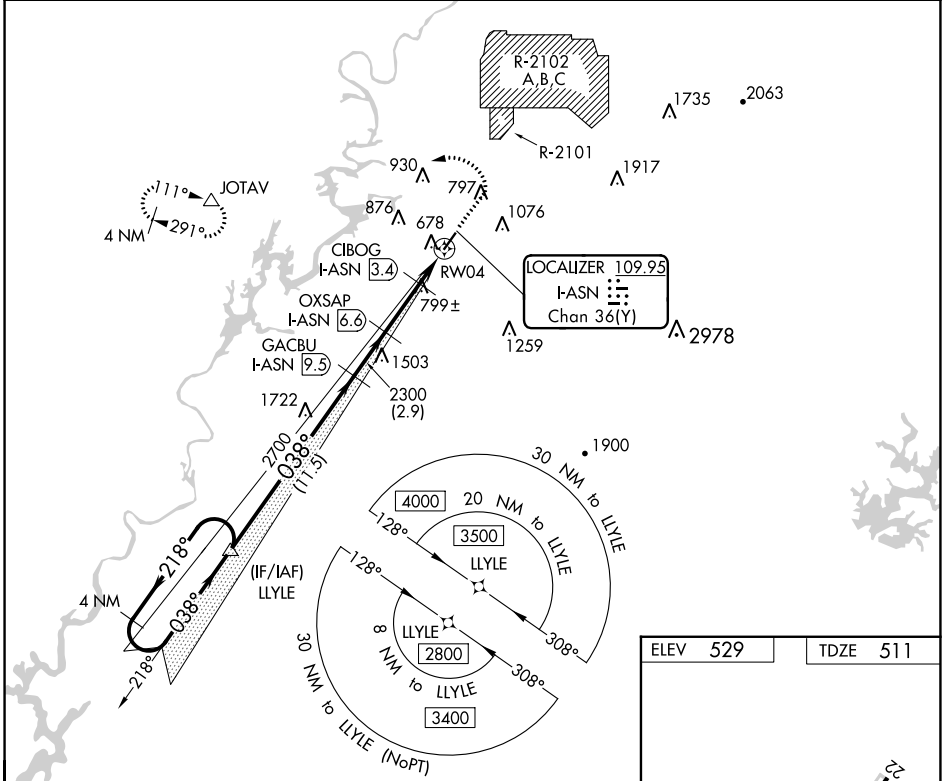 R-2102
A,B,C
1735
2063
R-2101
930
1917
111°
JOTAV
797
876
1076
291°
4 NM
678
CIBOG
I-ASN 3.4
RW04
LOCALIZER 109.95
I-ASN
Chan 36(Y)
799±
OXSAP
I-ASN 6.6
1259
2978
GACBU
I-ASN 9.5
1503
2300
(2.9)
1722
2700
038°
(11.5)
1900
30 NM to LLYLE
4000
20 NM to LLYLE
128°
3500
LLYLE
308°
218°
(IF/IAF)
LLYLE
4 NM
038°
218°
128°
LLYLE
2800
308°
8 NM to LLYLE
3400
30 NM to LLYLE (NoPT)
ELEV 529
TDZE 511
22